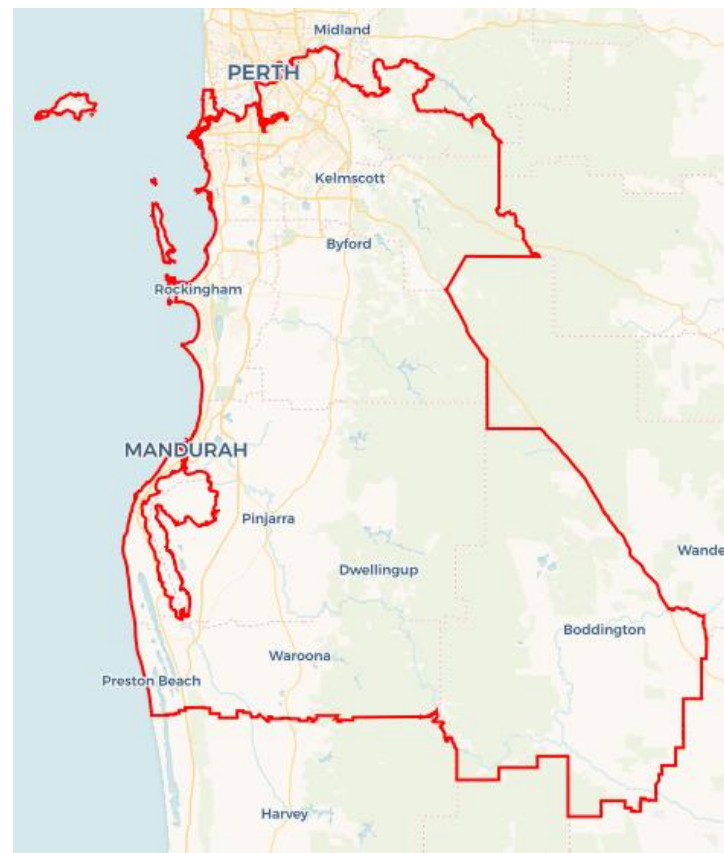 Midland
PERTH
Kelmscott
Byford
Rockingham
MANDURAH
Pinjarra
Wande
Dwellingup
Boddington
Waroona
Preston Beach
Harvey